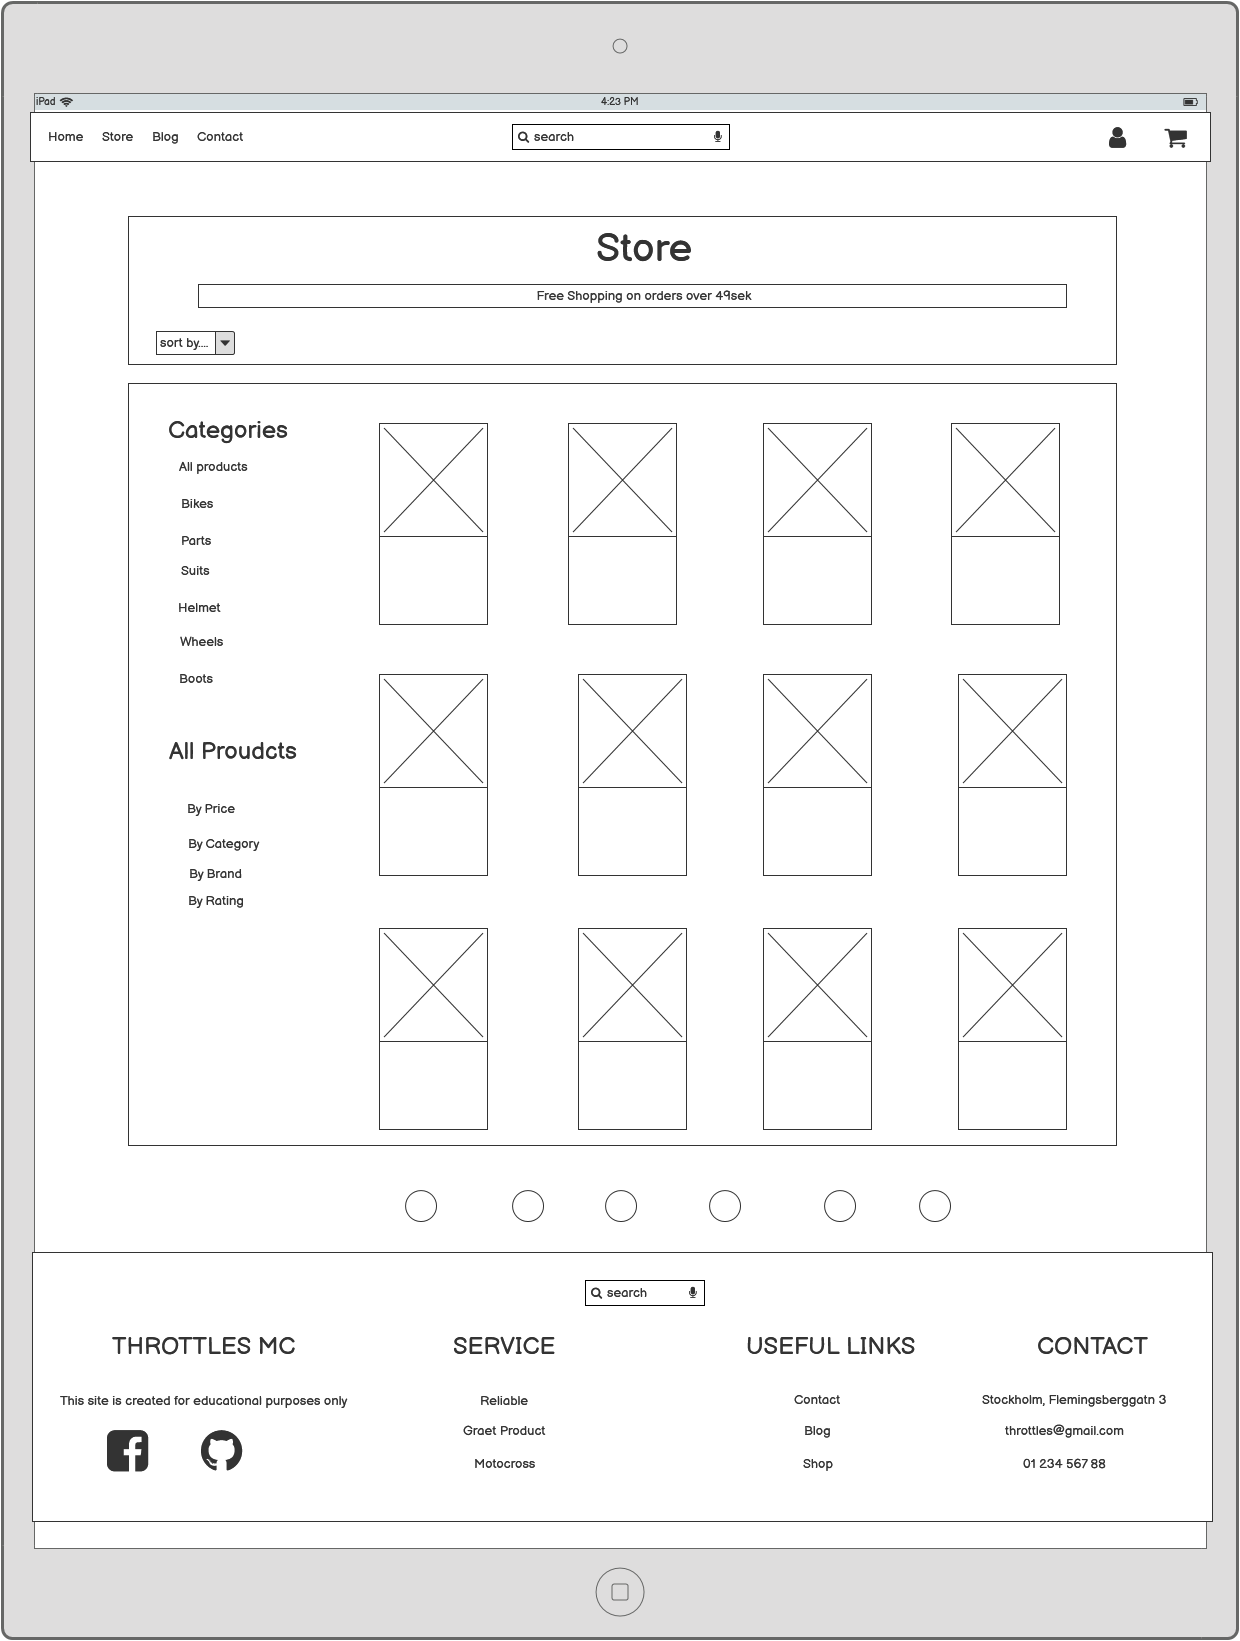 iPad 4:23 PM
Home Store Blog Contact search
Store
Free Shopping on orders over 49sek
sort by....
Categories
All products
Bikes
Parts
Suits
Helmet
Wheels
Boots
All Proudcts
By Price
By Category
By Brand
By Rating
search
THROTTLES MC SERVICE USEFUL LINKS CONTACT
This site is created for educational purposes only Reliable Contact Stockholm, Flemingsberggatn 3
Graet Product Blog throttles@gmail.com
Motocross Shop 01 234 567 88